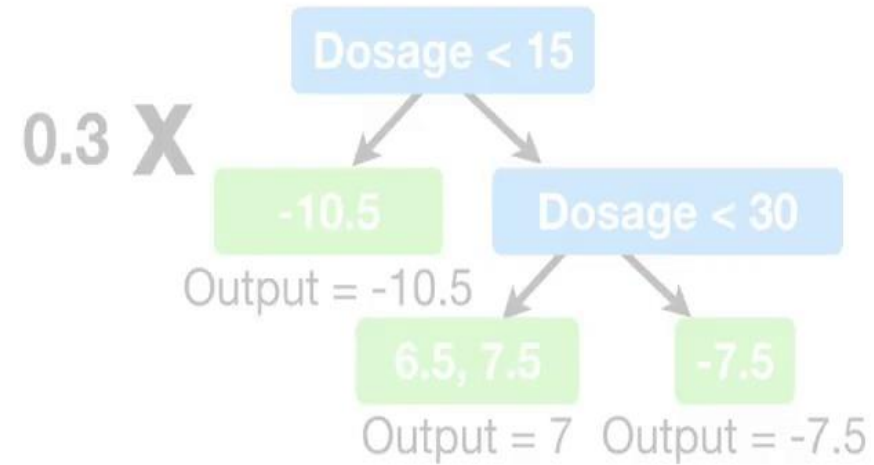 Dosage < 15
0.3 X
-10.5
Dosage < 30
Output = -10.5
6.5, 7.5
-7.5
Output = 7
Output = -7.5